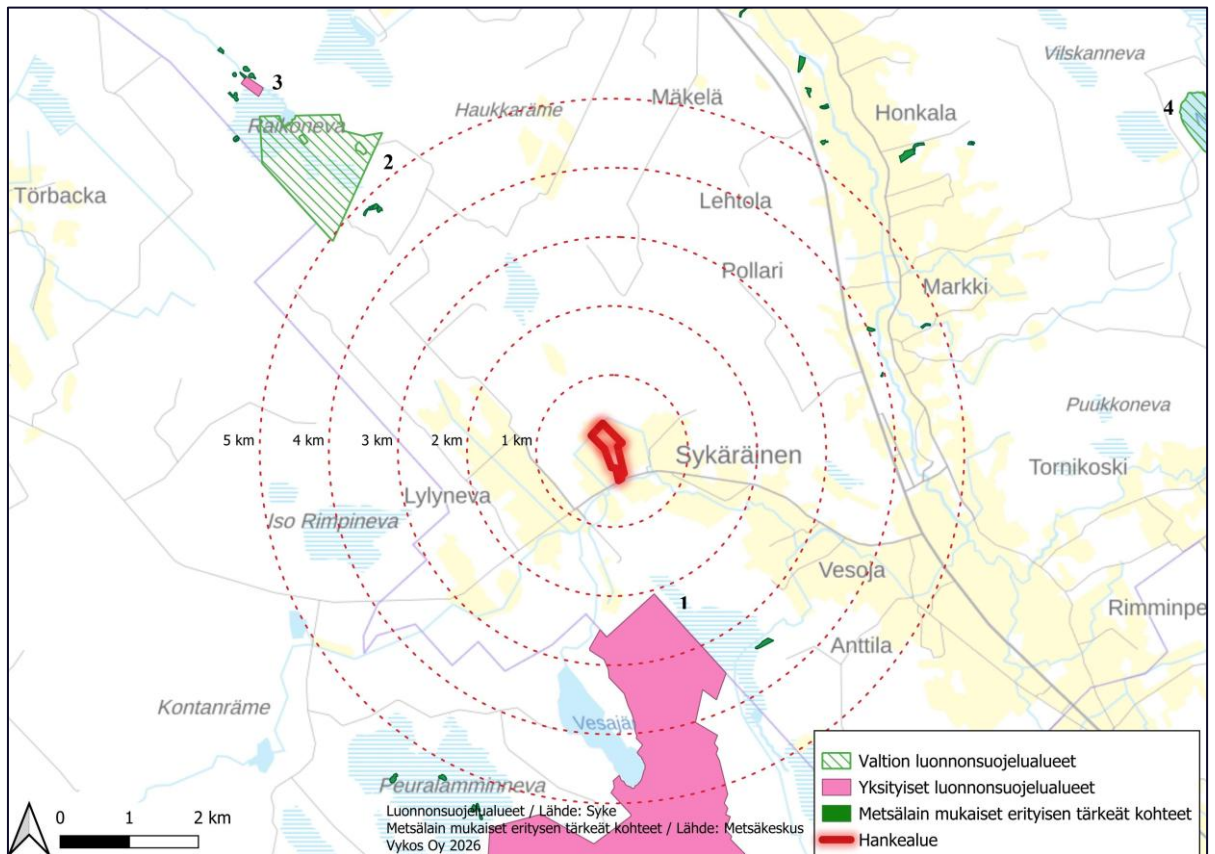 Vilskanneva
3
Mäkelä
Haukkaräme
Honkala
4
Raikoneva
2
Törbacka
Lehtola
Pollari
Markki
Puukkoneva
5 km
4 km
3 km
2 km
1 km
Sykäräinen
Tornikoski
Lylyneva
Iso Rimpineva
Vesoja
1
Rimminpe
Anttila
Kontanräme
Vesajär
Peuralamminneva
0
1
2 km
Luonnonsuojelualueet / Lähde: Syke
Metsälain mukaiset erityisen tärkeät kohteet / Lähde: Metsäkeskus
Vykos Oy 2026
Valtion luonnonsuojelualueet
Yksityiset luonnonsuojelualueet
Metsälain mukaiset erityisen tärkeät kohteet
Hankealue